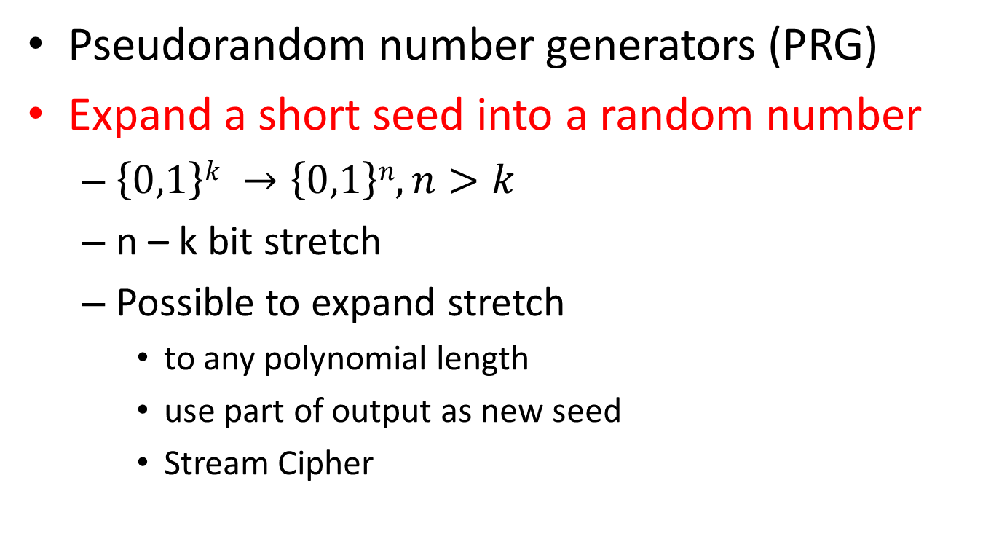 • Pseudorandom number generators (PRG)
• Expand a short seed into a random number
– {0,1}ᵏ → {0,1}ⁿ, n > k
– n – k bit stretch
– Possible to expand stretch
• to any polynomial length
• use part of output as new seed
• Stream Cipher